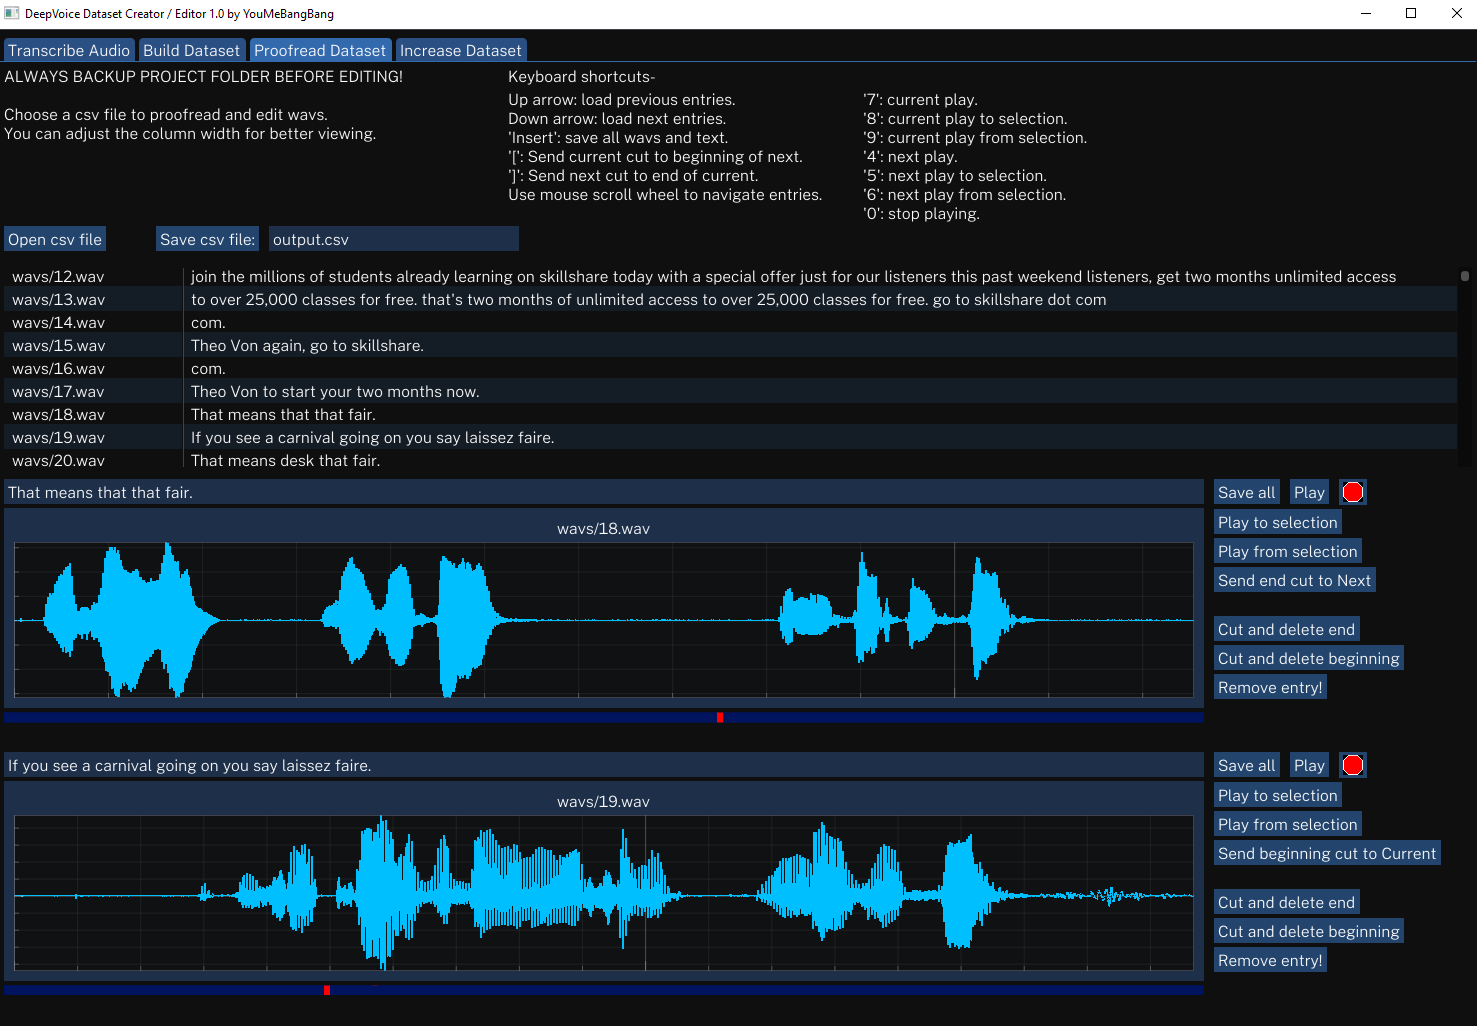 DeepVoice Dataset Creator / Editor 1.0 by YouMeBangBang
Transcribe Audio Build Dataset Proofread Dataset Increase Dataset
ALWAYS BACKUP PROJECT FOLDER BEFORE EDITING!
Choose a csv file to proofread and edit wavs.
You can adjust the column width for better viewing.
Keyboard shortcuts-
Up arrow: load previous entries.
Down arrow: load next entries.
'Insert': save all wavs and text.
'[': Send current cut to beginning of next.
']': Send next cut to end of current.
Use mouse scroll wheel to navigate entries.
'7': current play.
'8': current play to selection.
'9': current play from selection.
'4': next play.
'5': next play to selection.
'6': next play from selection.
'0': stop playing.
Open csv file Save csv file: output.csv
wavs/12.wav join the millions of students already learning on skillshare today with a special offer just for our listeners this past weekend listeners, get two months unlimited access
wavs/13.wav to over 25,000 classes for free. that's two months of unlimited access to over 25,000 classes for free. go to skillshare dot com
wavs/14.wav com.
wavs/15.wav Theo Von again, go to skillshare.
wavs/16.wav com.
wavs/17.wav Theo Von to start your two months now.
wavs/18.wav That means that that fair.
wavs/19.wav If you see a carnival going on you say laissez faire.
wavs/20.wav That means desk that fair.
That means that that fair.
wavs/18.wav
Save all Play
Play to selection
Play from selection
Send end cut to Next
Cut and delete end
Cut and delete beginning
Remove entry!
If you see a carnival going on you say laissez faire.
wavs/19.wav
Save all Play
Play to selection
Play from selection
Send beginning cut to Current
Cut and delete end
Cut and delete beginning
Remove entry!